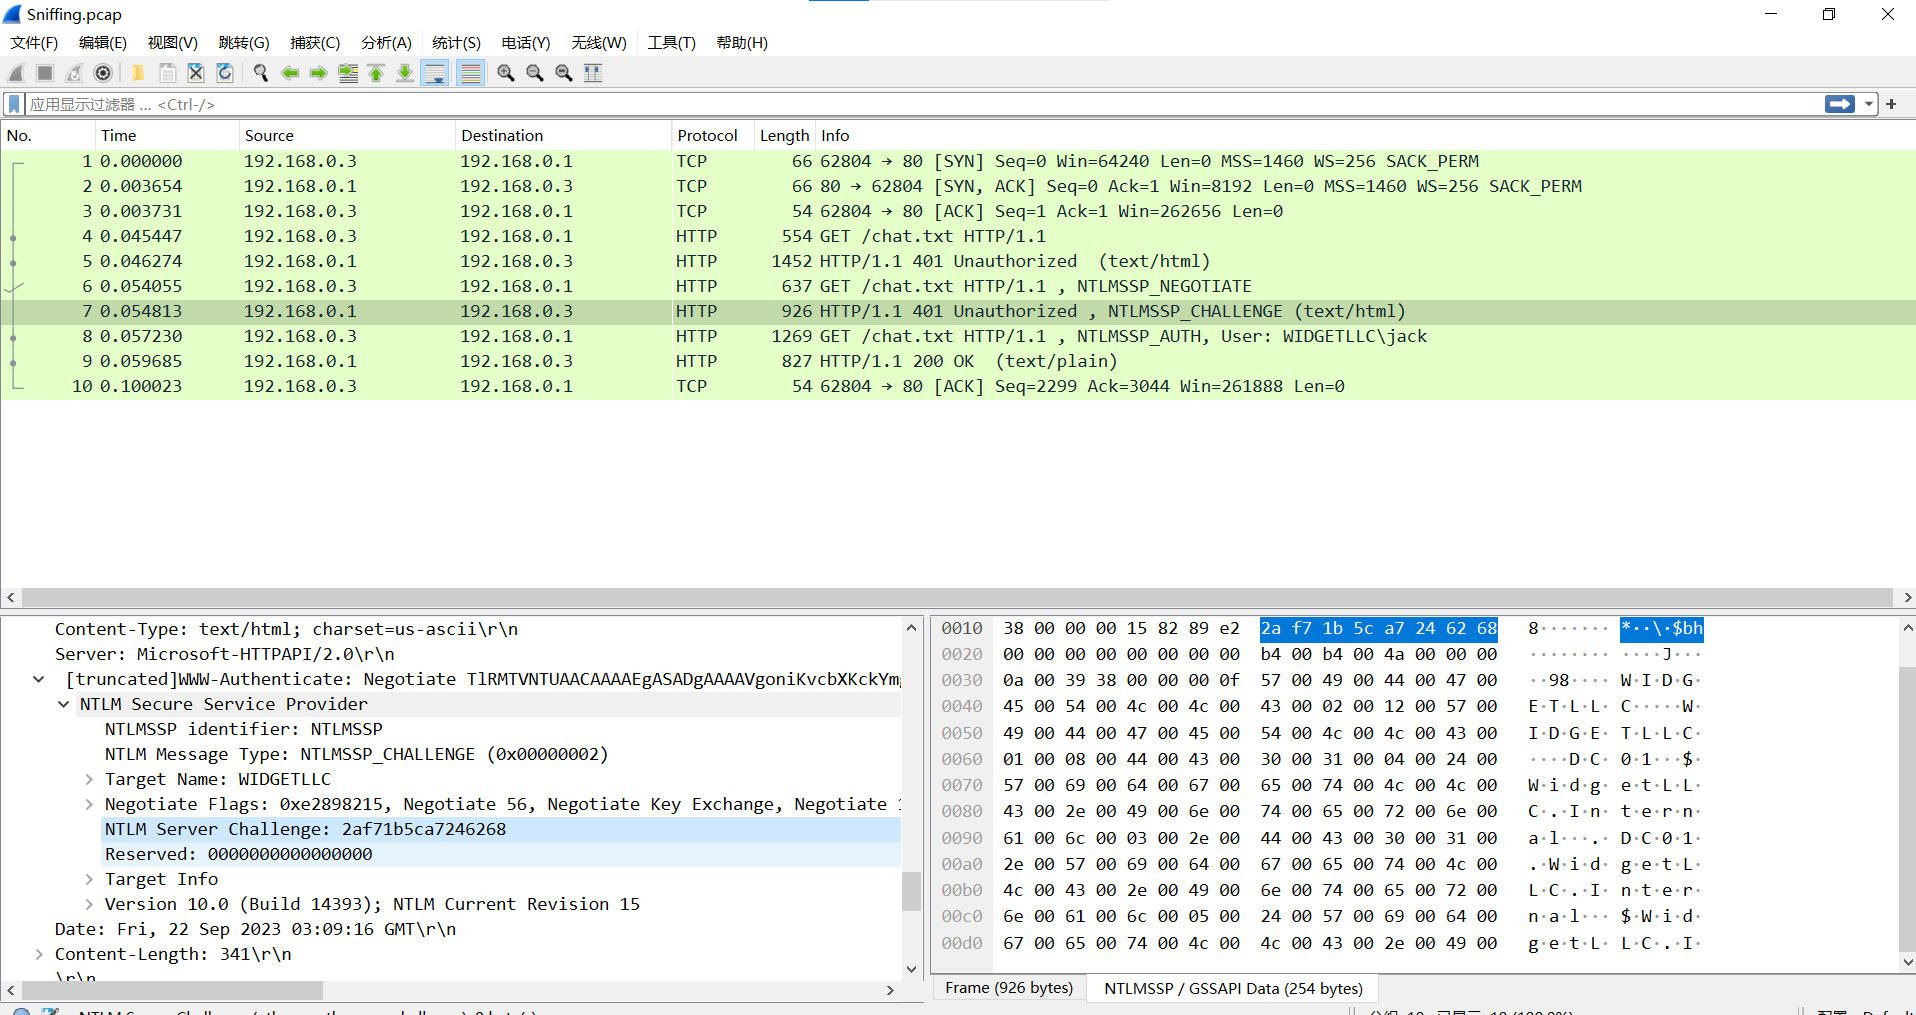 Sniffing.pcap
文件(F) 编辑(E) 视图(V) 跳转(G) 捕获(C) 分析(A) 统计(S) 电话(Y) 无线(W) 工具(T) 帮助(H)
应用显示过滤器 … <Ctrl-/>
No. Time Source Destination Protocol Length Info
1 0.000000 192.168.0.3 192.168.0.1 TCP 66 62804 → 80 [SYN] Seq=0 Win=64240 Len=0 MSS=1460 WS=256 SACK_PERM
2 0.003654 192.168.0.1 192.168.0.3 TCP 66 80 → 62804 [SYN, ACK] Seq=0 Ack=1 Win=8192 Len=0 MSS=1460 WS=256 SACK_PERM
3 0.003731 192.168.0.3 192.168.0.1 TCP 54 62804 → 80 [ACK] Seq=1 Ack=1 Win=262656 Len=0
4 0.045447 192.168.0.3 192.168.0.1 HTTP 554 GET /chat.txt HTTP/1.1
5 0.046274 192.168.0.1 192.168.0.3 HTTP 1452 HTTP/1.1 401 Unauthorized  (text/html)
6 0.054055 192.168.0.3 192.168.0.1 HTTP 637 GET /chat.txt HTTP/1.1 , NTLMSSP_NEGOTIATE
7 0.054813 192.168.0.1 192.168.0.3 HTTP 926 HTTP/1.1 401 Unauthorized , NTLMSSP_CHALLENGE (text/html)
8 0.057230 192.168.0.3 192.168.0.1 HTTP 1269 GET /chat.txt HTTP/1.1 , NTLMSSP_AUTH, User: WIDGETLLC\jack
9 0.059685 192.168.0.1 192.168.0.3 HTTP 827 HTTP/1.1 200 OK  (text/plain)
10 0.100023 192.168.0.3 192.168.0.1 TCP 54 62804 → 80 [ACK] Seq=2299 Ack=3044 Win=261888 Len=0
Content-Type: text/html; charset=us-ascii\r\n
Server: Microsoft-HTTPAPI/2.0\r\n
[truncated]WWW-Authenticate: Negotiate TlRMTVNTUAACAAAAEgASADgAAAAVgoniKvcbXKckYm
NTLM Secure Service Provider
NTLMSSP identifier: NTLMSSP
NTLM Message Type: NTLMSSP_CHALLENGE (0x00000002)
Target Name: WIDGETLLC
Negotiate Flags: 0xe2898215, Negotiate 56, Negotiate Key Exchange, Negotiate
NTLM Server Challenge: 2af71b5ca7246268
Reserved: 0000000000000000
Target Info
Version 10.0 (Build 14393); NTLM Current Revision 15
Date: Fri, 22 Sep 2023 03:09:16 GMT\r\n
Content-Length: 341\r\n
\r\n
0010 38 00 00 00 15 82 89 e2 2a f7 1b 5c a7 24 62 68 8······· *··\·$bh
0020 00 00 00 00 00 00 00 00 b4 00 b4 00 4a 00 00 00 ········ ····J···
0030 0a 00 39 38 00 00 00 0f 57 00 49 00 44 00 47 00 ··98···· W·I·D·G·
0040 45 00 54 00 4c 00 4c 00 43 00 02 00 12 00 57 00 E·T·L·L· C·····W·
0050 49 00 44 00 47 00 45 00 54 00 4c 00 4c 00 43 00 I·D·G·E· T·L·L·C·
0060 01 00 08 00 44 00 43 00 30 00 31 00 04 00 24 00 ····D·C· 0·1···$·
0070 57 00 69 00 64 00 67 00 65 00 74 00 4c 00 4c 00 W·i·d·g· e·t·L·L·
0080 43 00 2e 00 49 00 6e 00 74 00 65 00 72 00 6e 00 C·.·I·n· t·e·r·n·
0090 61 00 6c 00 03 00 2e 00 44 00 43 00 30 00 31 00 a·l···.· D·C·0·1·
00a0 2e 00 57 00 69 00 64 00 67 00 65 00 74 00 4c 00 .·W·i·d· g·e·t·L·
00b0 4c 00 43 00 2e 00 49 00 6e 00 74 00 65 00 72 00 L·C·.·I· n·t·e·r·
00c0 6e 00 61 00 6c 00 05 00 24 00 57 00 69 00 64 00 n·a·l··· $·W·i·d·
00d0 67 00 65 00 74 00 4c 00 4c 00 43 00 2e 00 49 00 g·e·t·L· L·C·.·I·
Frame (926 bytes) NTLMSSP / GSSAPI Data (254 bytes)